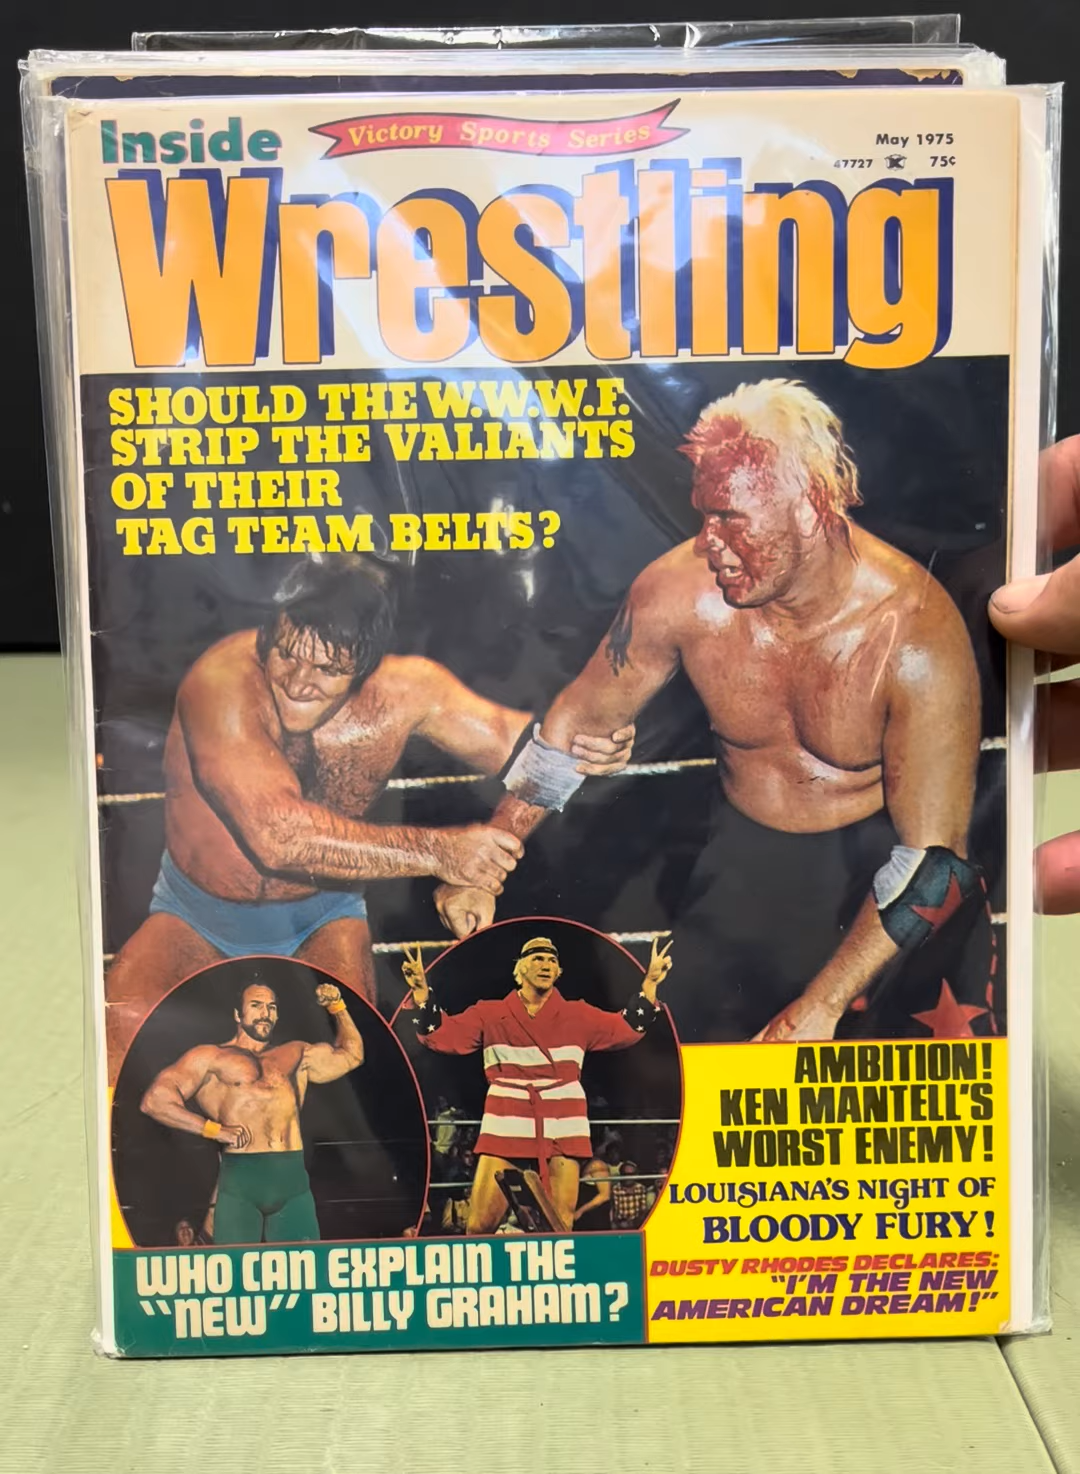 Inside
Victory Sports Series
May 1975
47727 K 75¢
Wrestling
SHOULD THE W.W.W.F.
STRIP THE VALIANTS
OF THEIR
TAG TEAM BELTS?
AMBITION!
KEN MANTELL'S
WORST ENEMY!
LOUISIANA'S NIGHT OF
BLOODY FURY!
WHO CAN EXPLAIN THE
"NEW" BILLY GRAHAM?
DUSTY RHODES DECLARES:
"I'M THE NEW
AMERICAN DREAM!"